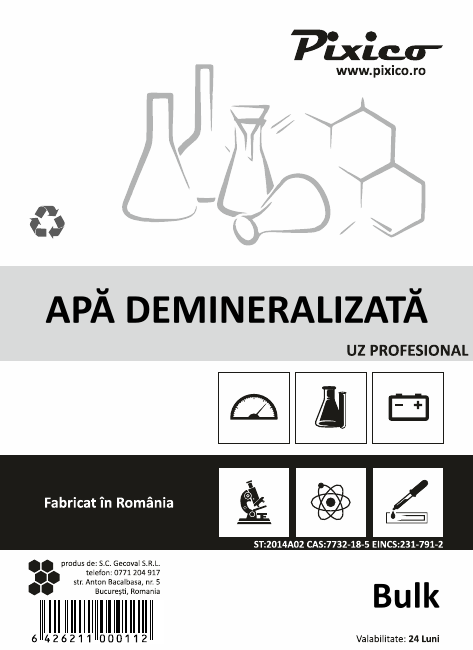 Pixico
www.pixico.ro
APĂ DEMINERALIZATĂ
UZ PROFESIONAL
Fabricat în România
ST:2014A02 CAS:7732-18-5 EINCS:231-791-2
produs de: S.C. Gecoval S.R.L.
telefon: 0771 204 917
str. Anton Bacalbasa, nr. 5
București, Romania
6 426211 000112
Bulk
Valabilitate: 24 Luni